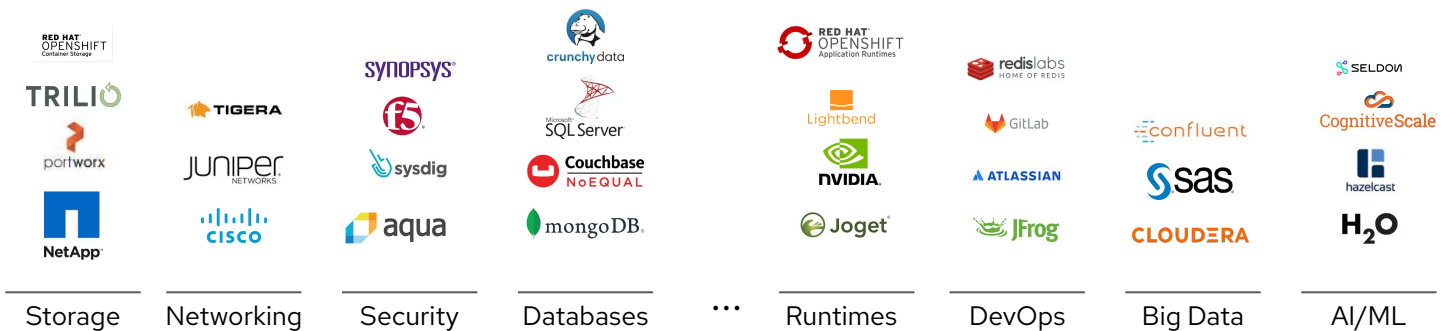 RED HAT
OPENSHIFT
Container Storage
TRILIO
portworx
NetApp
Storage
TIGERA
JUNIPER
NETWORKS
CISCO
Networking
SYNOPSYS
f5
sysdig
aqua
Security
crunchydata
Microsoft
SQL Server
Couchbase
NoEQUAL
mongoDB
Databases
...
RED HAT
OPENSHIFT
Application Runtimes
Lightbend
NVIDIA
Joget
Runtimes
redislabs
HOME OF REDIS
GitLab
ATLASSIAN
JFrog
DevOps
confluent
sas
CLOUDERA
Big Data
SELDON
CognitiveScale
hazelcast
H2O
AI/ML